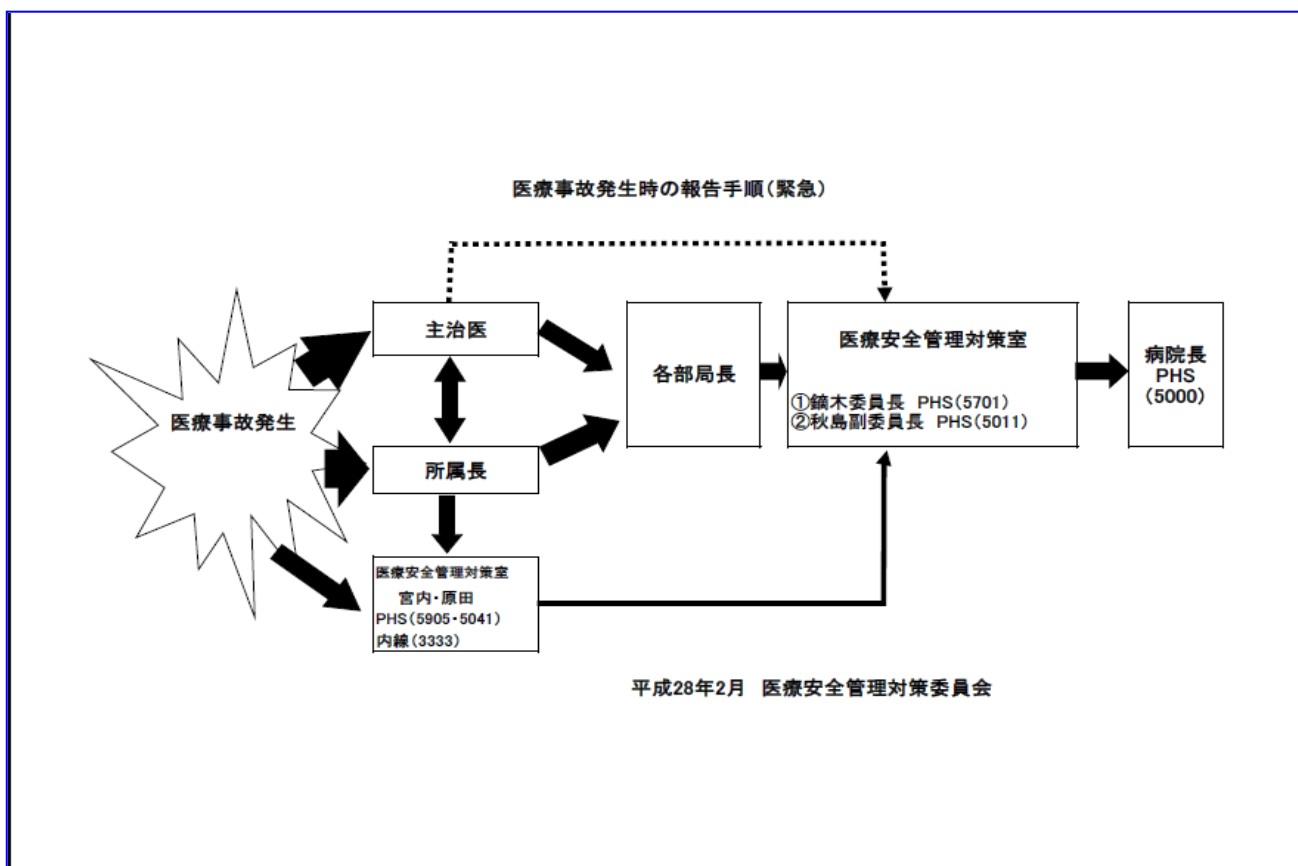 医療事故発生時の報告手順(緊急)
医療事故発生
主治医
所属長
医療安全管理対策室
宮内・原田
PHS(5905・5041)
内線(3333)
各部局長
医療安全管理対策室
①鏑木委員長 PHS(5701)
②秋島副委員長 PHS(5011)
病院長
PHS
(5000)
平成28年2月 医療安全管理対策委員会